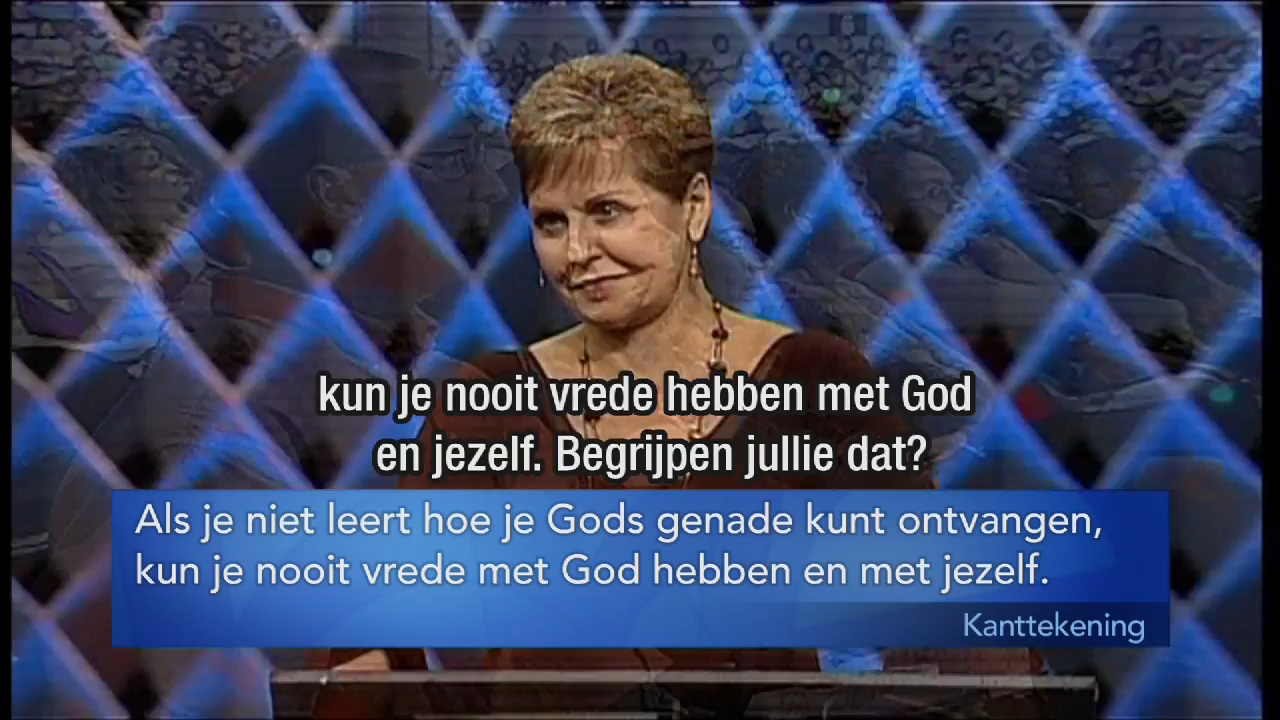 kun je nooit vrede hebben met God
en jezelf. Begrijpen jullie dat?
Als je niet leert hoe je Gods genade kunt ontvangen,
kun je nooit vrede met God hebben en met jezelf.
Kanttekening